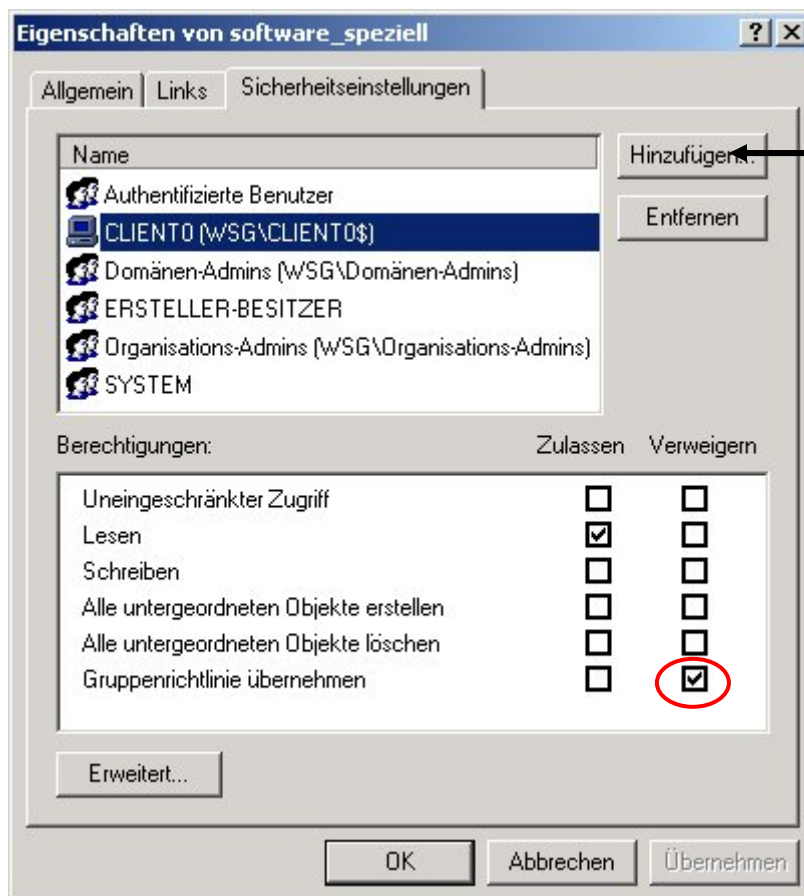 Eigenschaften von software_speziell
Allgemein Links Sicherheitseinstellungen
Name
Hinzufügen...
Authentifizierte Benutzer
CLIENT0 (WSG\CLIENT0$)
Entfernen
Domänen-Admins (WSG\Domänen-Admins)
ERSTELLER-BESITZER
Organisations-Admins (WSG\Organisations-Admins)
SYSTEM
Berechtigungen: Zulassen Verweigern
Uneingeschränkter Zugriff
Lesen
Schreiben
Alle untergeordneten Objekte erstellen
Alle untergeordneten Objekte löschen
Gruppenrichtlinie übernehmen
Erweitert...
OK Abbrechen Übernehmen